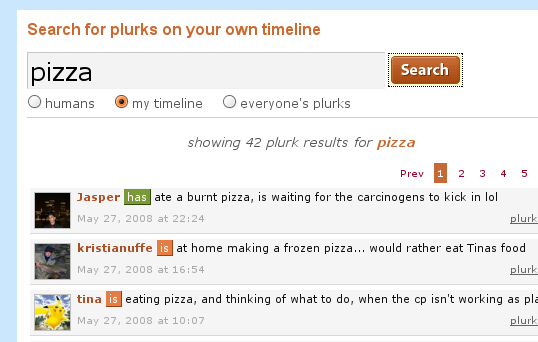 Search for plurks on your own timeline
pizza
Search
humans my timeline everyone's plurks
showing 42 plurk results for pizza
Prev 1 2 3 4 5
Jasper has ate a burnt pizza, is waiting for the carcinogens to kick in lol
May 27, 2008 at 22:24 plurk
kristianuffe is at home making a frozen pizza... would rather eat Tinas food
May 27, 2008 at 16:54 plurk
tina is eating pizza, and thinking of what to do, when the cp isn't working as pla
May 27, 2008 at 10:07 plurk